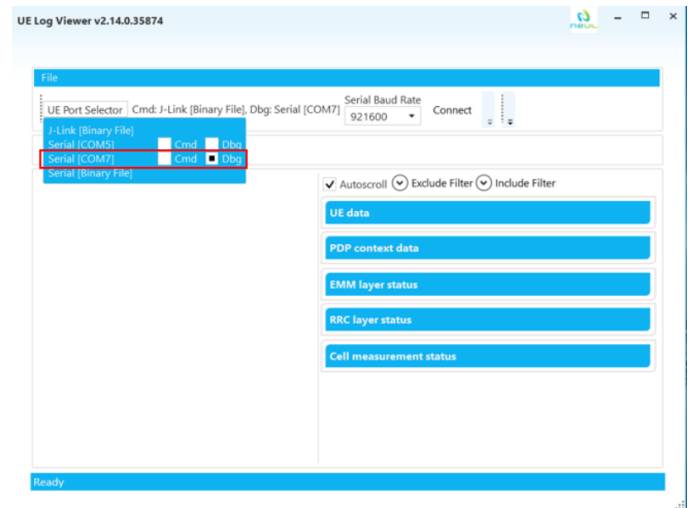 UE Log Viewer v2.14.0.35874
neul
File
UE Port Selector Cmd: J-Link [Binary File], Dbg: Serial [COM7] Serial Baud Rate
921600 Connect
J-Link [Binary File]
Serial [COM5] Cmd Dbg
Serial [COM7] Cmd Dbg
Serial [Binary File]
Autoscroll Exclude Filter Include Filter
UE data
PDP context data
EMM layer status
RRC layer status
Cell measurement status
Ready